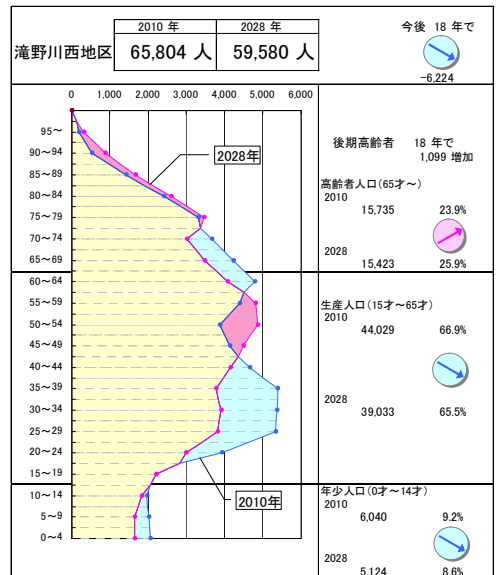 滝野川西地区
2010 年 2028 年
65,804 人 59,580 人
今後 18 年で
−6,224
0 1,000 2,000 3,000 4,000 5,000 6,000
95～
90～94
85～89
80～84
75～79
70～74
65～69
60～64
55～59
50～54
45～49
40～44
35～39
30～34
25～29
20～24
15～19
10～14
5～9
0～4
2028年
2010年
後期高齢者 18 年で
1,099 増加
高齢者人口(65才～)
2010
15,735 23.9%
2028
15,423 25.9%
生産人口(15才～65才)
2010
44,029 66.9%
2028
39,033 65.5%
年少人口(0才～14才)
2010
6,040 9.2%
2028
5,124 8.6%